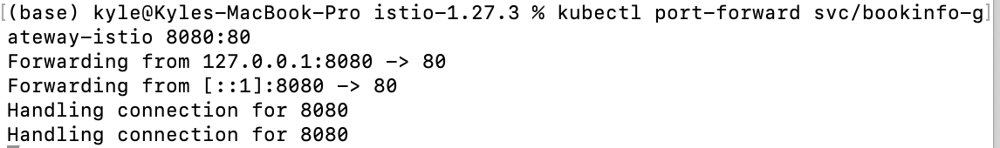 [(base) kyle@Kyles-MacBook-Pro istio-1.27.3 % kubectl port-forward svc/bookinfo-g]
ateway-istio 8080:80
Forwarding from 127.0.0.1:8080 -> 80
Forwarding from [::1]:8080 -> 80
Handling connection for 8080
Handling connection for 8080